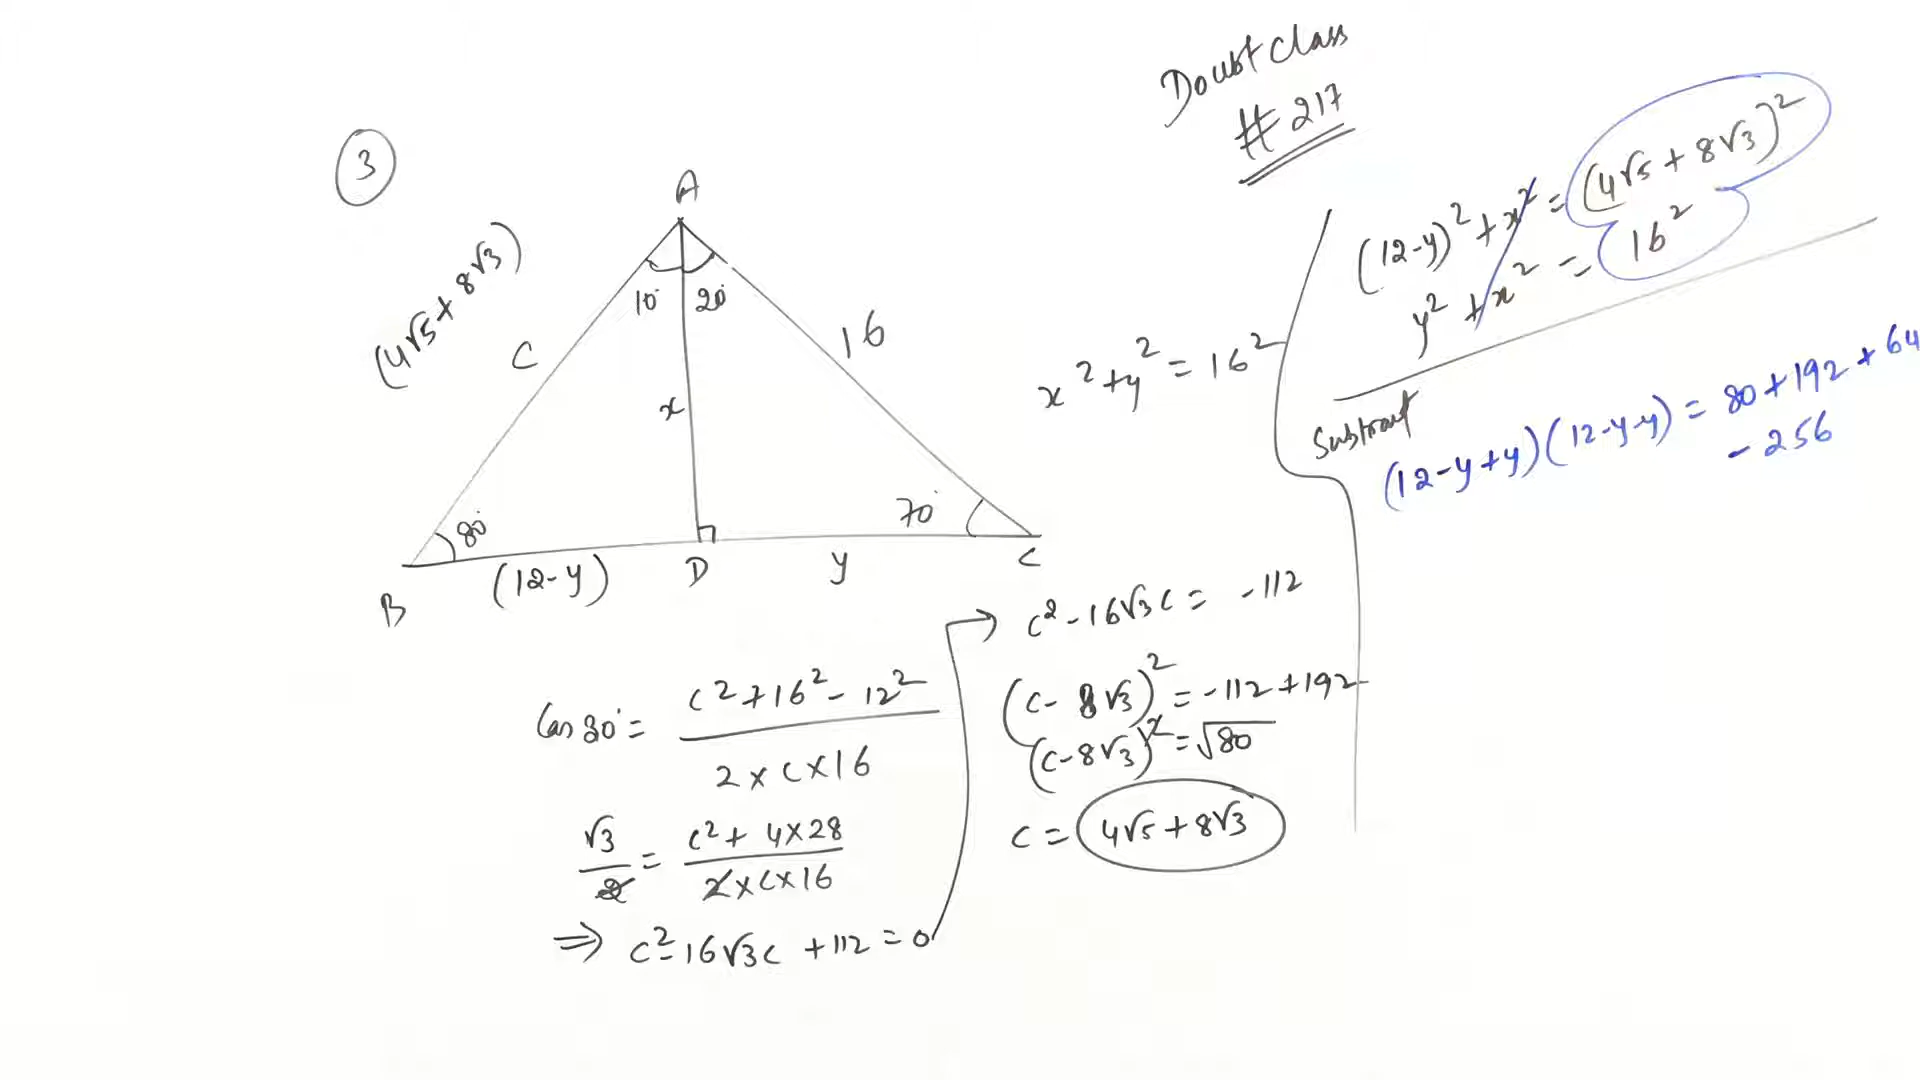 Doubt Class
# 217
3
A
10° 20°
(4√5 + 8√3)
C
16
x
80°
70°
B
(12-y)
D
y
C
x² + y² = 16²
Cos 30° = (c² + 16² - 12²) / (2 × c × 16)
√3/2 = (c² + 4×28) / (2 × c × 16)
⇒ c² - 16√3c + 112 = 0
→ c² - 16√3c = -112
(c - 8√3)² = -112 + 192
(c - 8√3)² = √80
c = 4√5 + 8√3
(12-y)² + x² = (4√5 + 8√3)²
y² + x² = 16²
Subtract
(12-y+y)(12-y-y) = 80 + 192 + 64
- 256